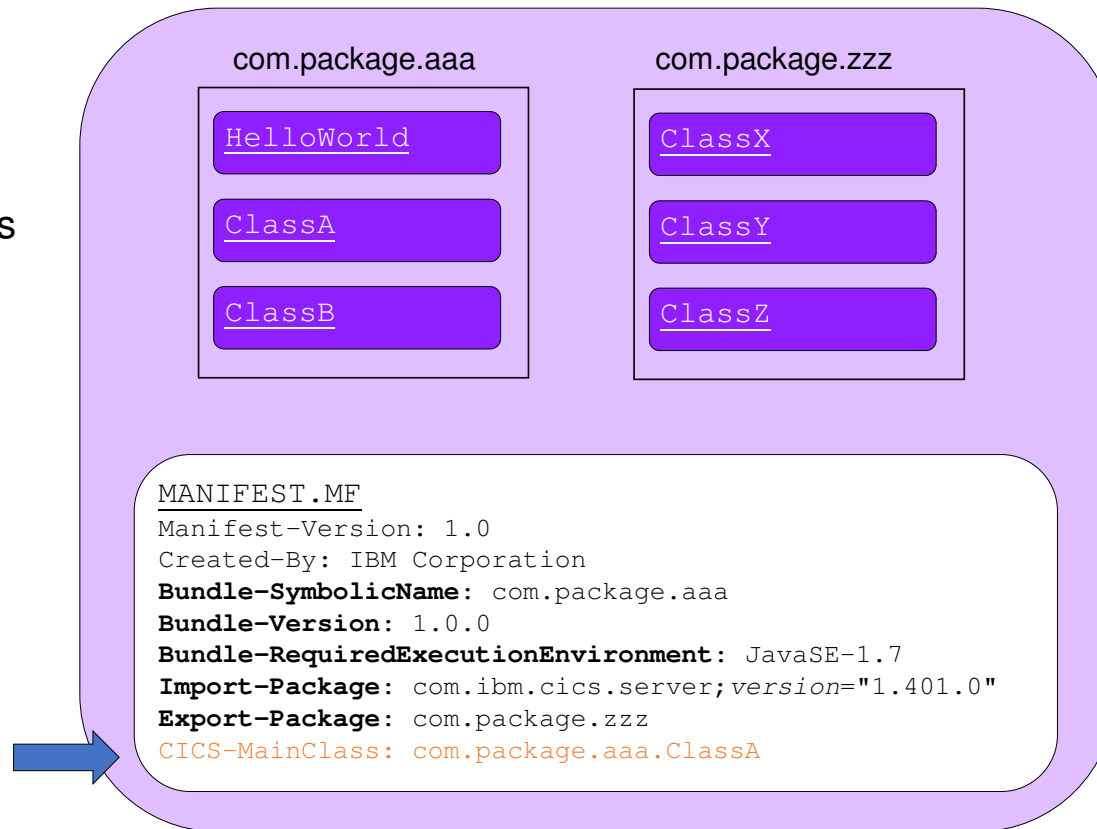 com.package.aaa
HelloWorld
ClassA
ClassB
com.package.zzz
ClassX
ClassY
ClassZ
s
MANIFEST.MF
Manifest-Version: 1.0
Created-By: IBM Corporation
Bundle-SymbolicName: com.package.aaa
Bundle-Version: 1.0.0
Bundle-RequiredExecutionEnvironment: JavaSE-1.7
Import-Package: com.ibm.cics.server;version="1.401.0"
Export-Package: com.package.zzz
CICS-MainClass: com.package.aaa.ClassA